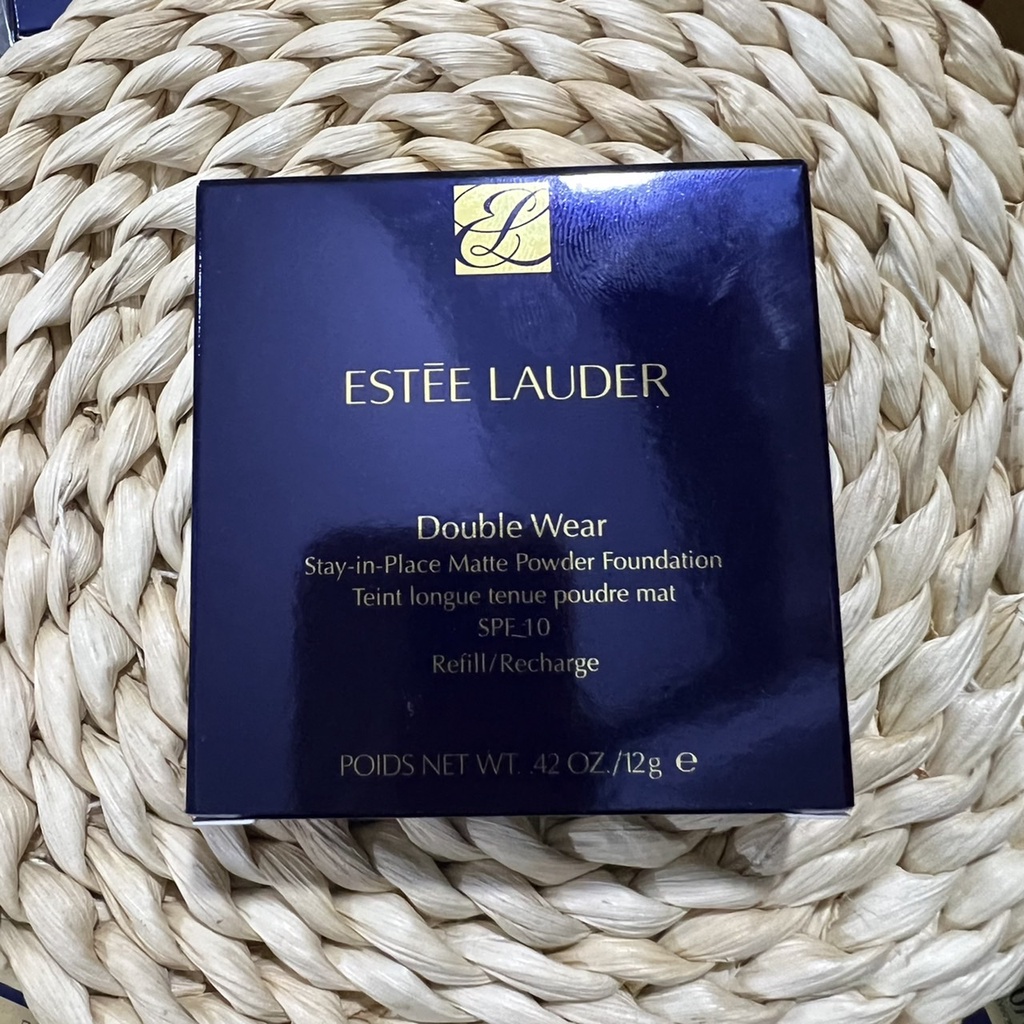 EL
ESTĒE LAUDER
Double Wear
Stay-in-Place Matte Powder Foundation
Teint longue tenue poudre mat
SPF 10
Refill/Recharge
POIDS NET WT. .42 OZ./12g ℮